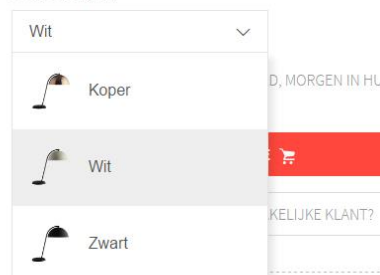 Wit
Koper
D, MORGEN IN HU
Wit
KELIJKE KLANT?
Zwart